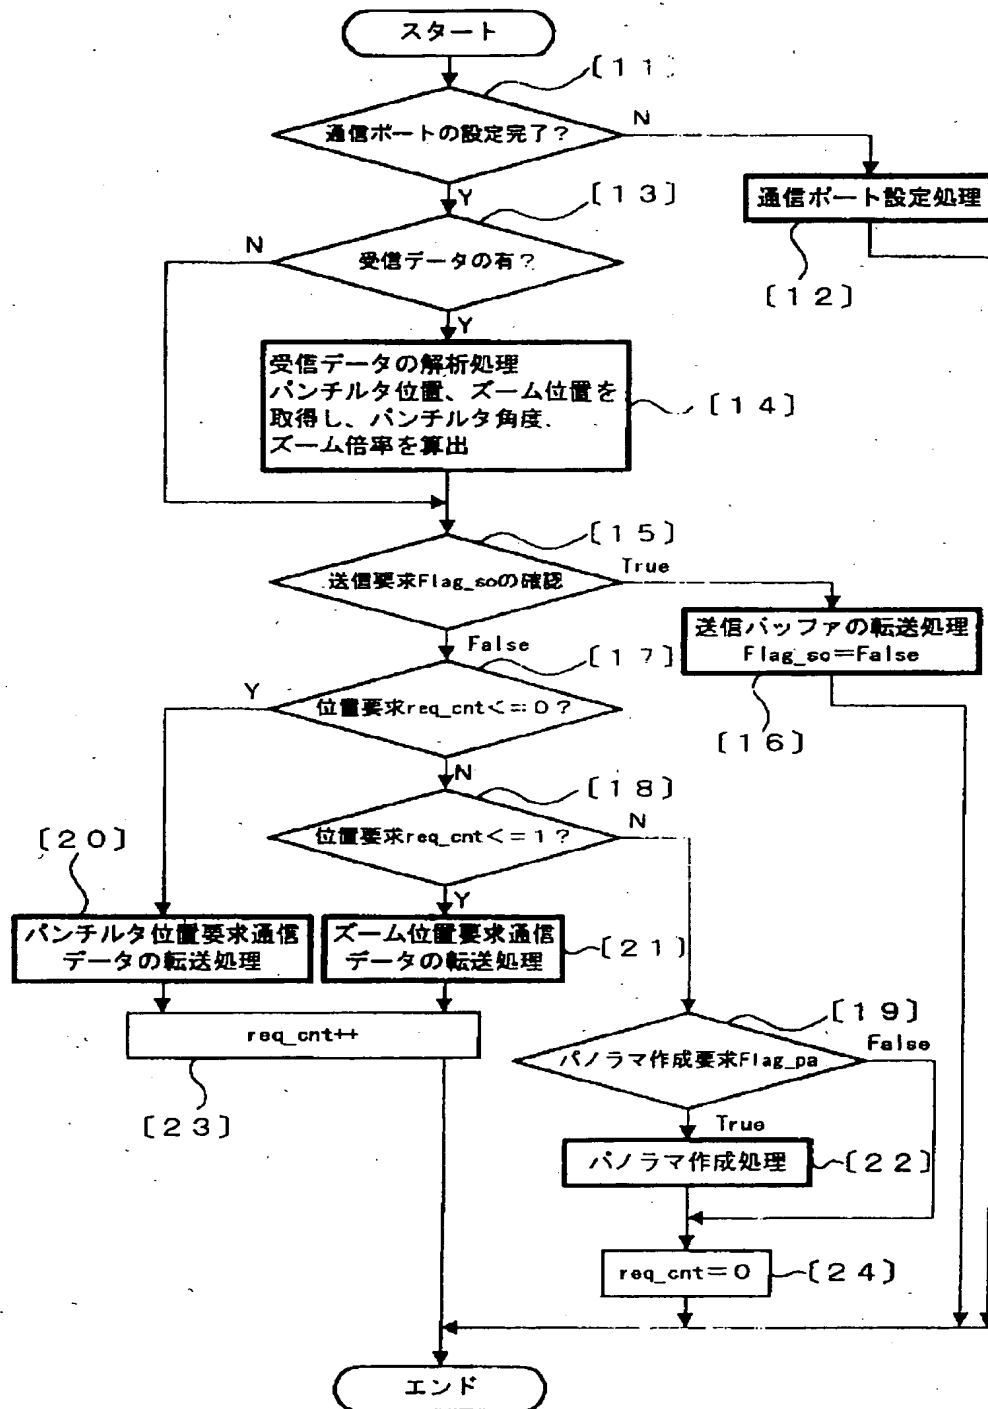 スタート
〔11〕
通信ポートの設定完了？
N
Y
通信ポート設定処理
〔12〕
〔13〕
受信データの有？
N
Y
受信データの解析処理
パンチルタ位置、ズーム位置を
取得し、パンチルタ角度、
ズーム倍率を算出
〔14〕
〔15〕
送信要求Flag_soの確認
True
False
送信バッファの転送処理
Flag_so＝False
〔16〕
〔17〕
位置要求req_cnt＜＝0？
Y
N
〔18〕
位置要求req_cnt＜＝1？
N
Y
〔20〕
パンチルタ位置要求通信
データの転送処理
ズーム位置要求通信
データの転送処理
〔21〕
req_cnt++
〔23〕
〔19〕
パノラマ作成要求Flag_pa
False
True
パノラマ作成処理
〔22〕
req_cnt＝0
〔24〕
エンド